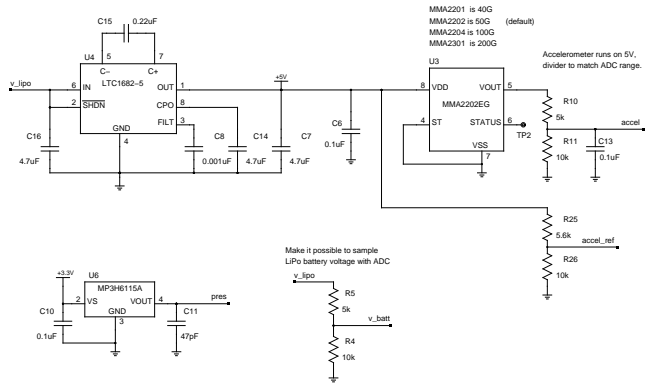 MMA2201 is 40G
MMA2202 is 50G (default)
MMA2204 is 100G
MMA2301 is 200G
C15
0.22uF
U4
5
7
C−
C+
LTC1682−5
v_lipo
6
IN
OUT
1
2
SHDN
CPO
8
FILT
3
GND
4
C16
4.7uF
C8
0.001uF
C14
4.7uF
C7
4.7uF
+5V
C6
0.1uF
U3
8
VDD
VOUT
5
MMA2202EG
4
ST
STATUS
6
TP2
VSS
7
Accelerometer runs on 5V,
divider to match ADC range.
R10
5k
accel
R11
10k
C13
0.1uF
R25
5.6k
accel_ref
R26
10k
+3.3V
U6
MP3H6115A
2
VS
VOUT
4
pres
GND
3
C10
0.1uF
C11
47pF
Make it possible to sample
LiPo battery voltage with ADC
v_lipo
R5
5k
v_batt
R4
10k